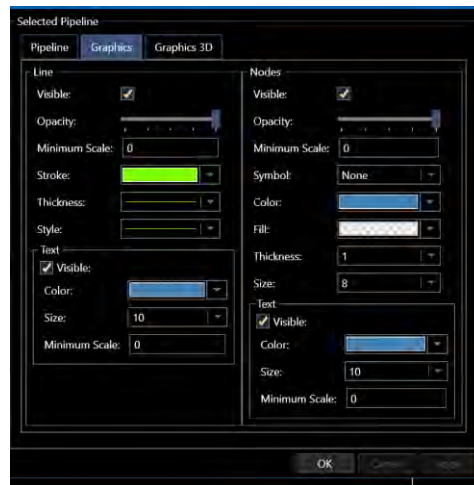 Selected Pipeline
Pipeline Graphics Graphics 3D
Line
Visible:
Opacity:
Minimum Scale: 0
Stroke:
Thickness:
Style:
Text
Visible:
Color:
Size: 10
Minimum Scale: 0
Nodes
Visible:
Opacity:
Minimum Scale: 0
Symbol: None
Color:
Fill:
Thickness: 1
Size: 8
Text
Visible:
Color:
Size: 10
Minimum Scale: 0
OK